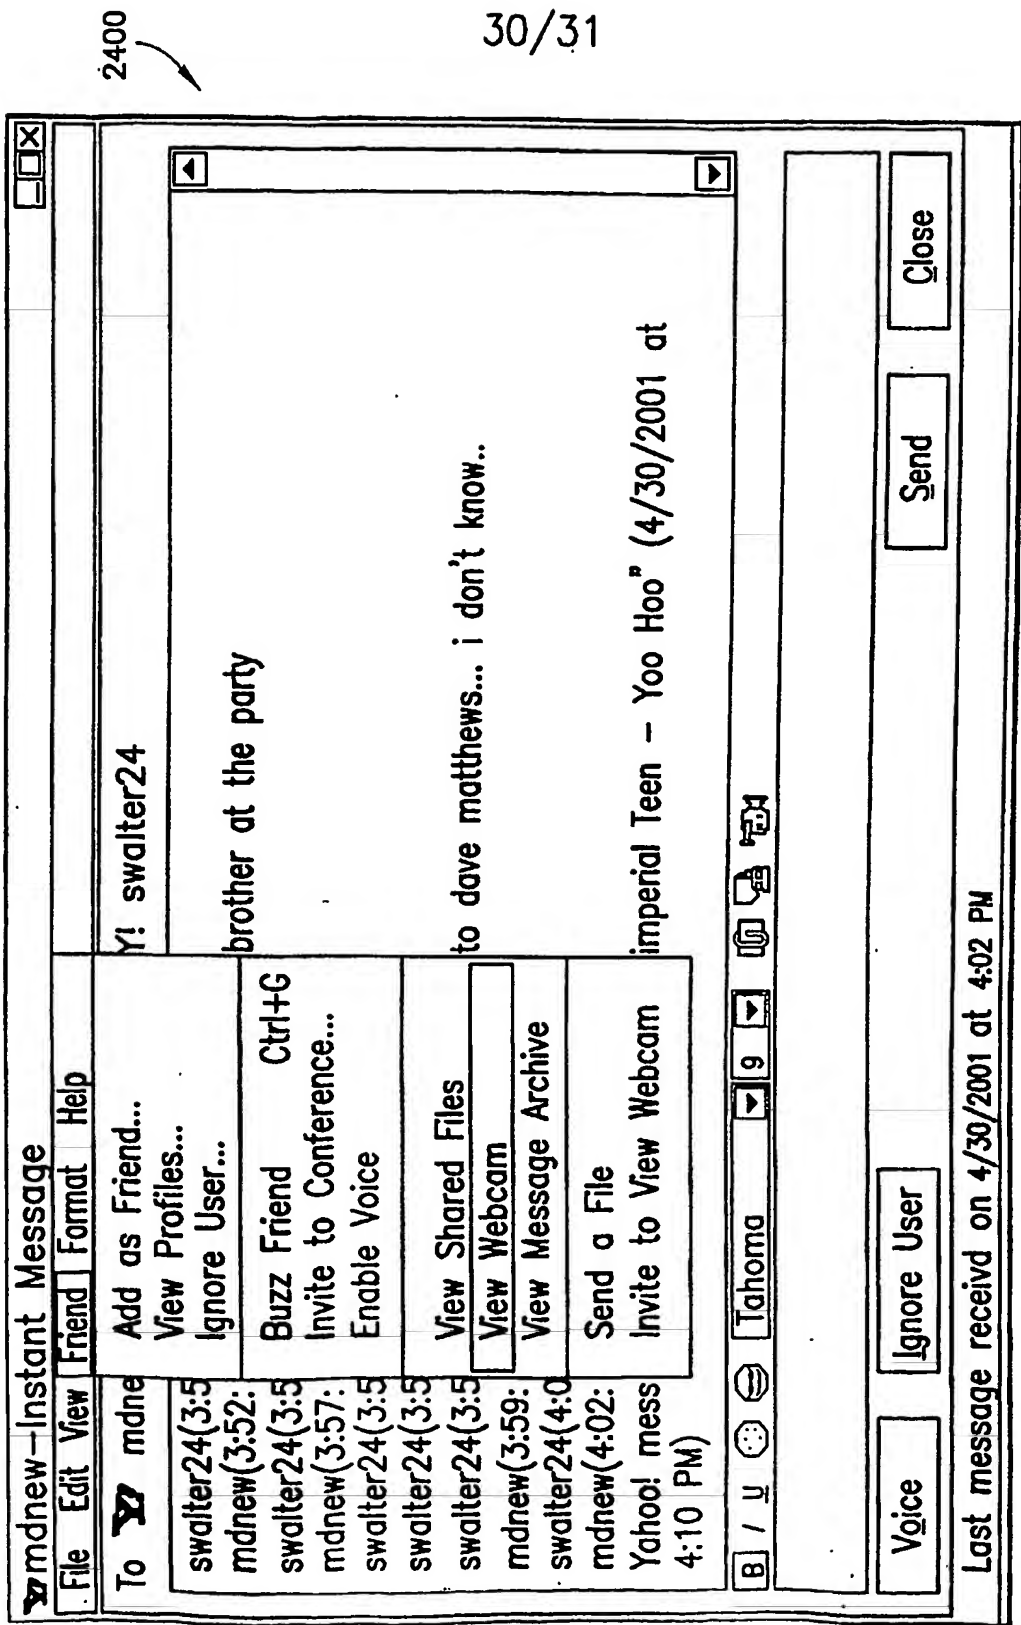 30/31
2400
mdnew-Instant Message
File Edit View Friend Format Help
To mdne
Y! swalter24
Add as Friend...
View Profiles...
Ignore User...
Buzz Friend Ctrl+G
Invite to Conference...
Enable Voice
View Shared Files
View Webcam
View Message Archive
Send a File
Invite to View Webcam
swalter24(3:5
mdnew(3:52: brother at the party
swalter24(3:5
mdnew(3:57:
swalter24(3:5
swalter24(3:5
swalter24(3:5 to dave matthews... i don't know..
mdnew(3:59:
swalter24(4:0
mdnew(4:02:
Yahoo! mess imperial Teen – Yoo Hoo" (4/30/2001 at
4:10 PM)
B / U Tahoma 9
Voice Ignore User Send Close
Last message receivd on 4/30/2001 at 4:02 PM